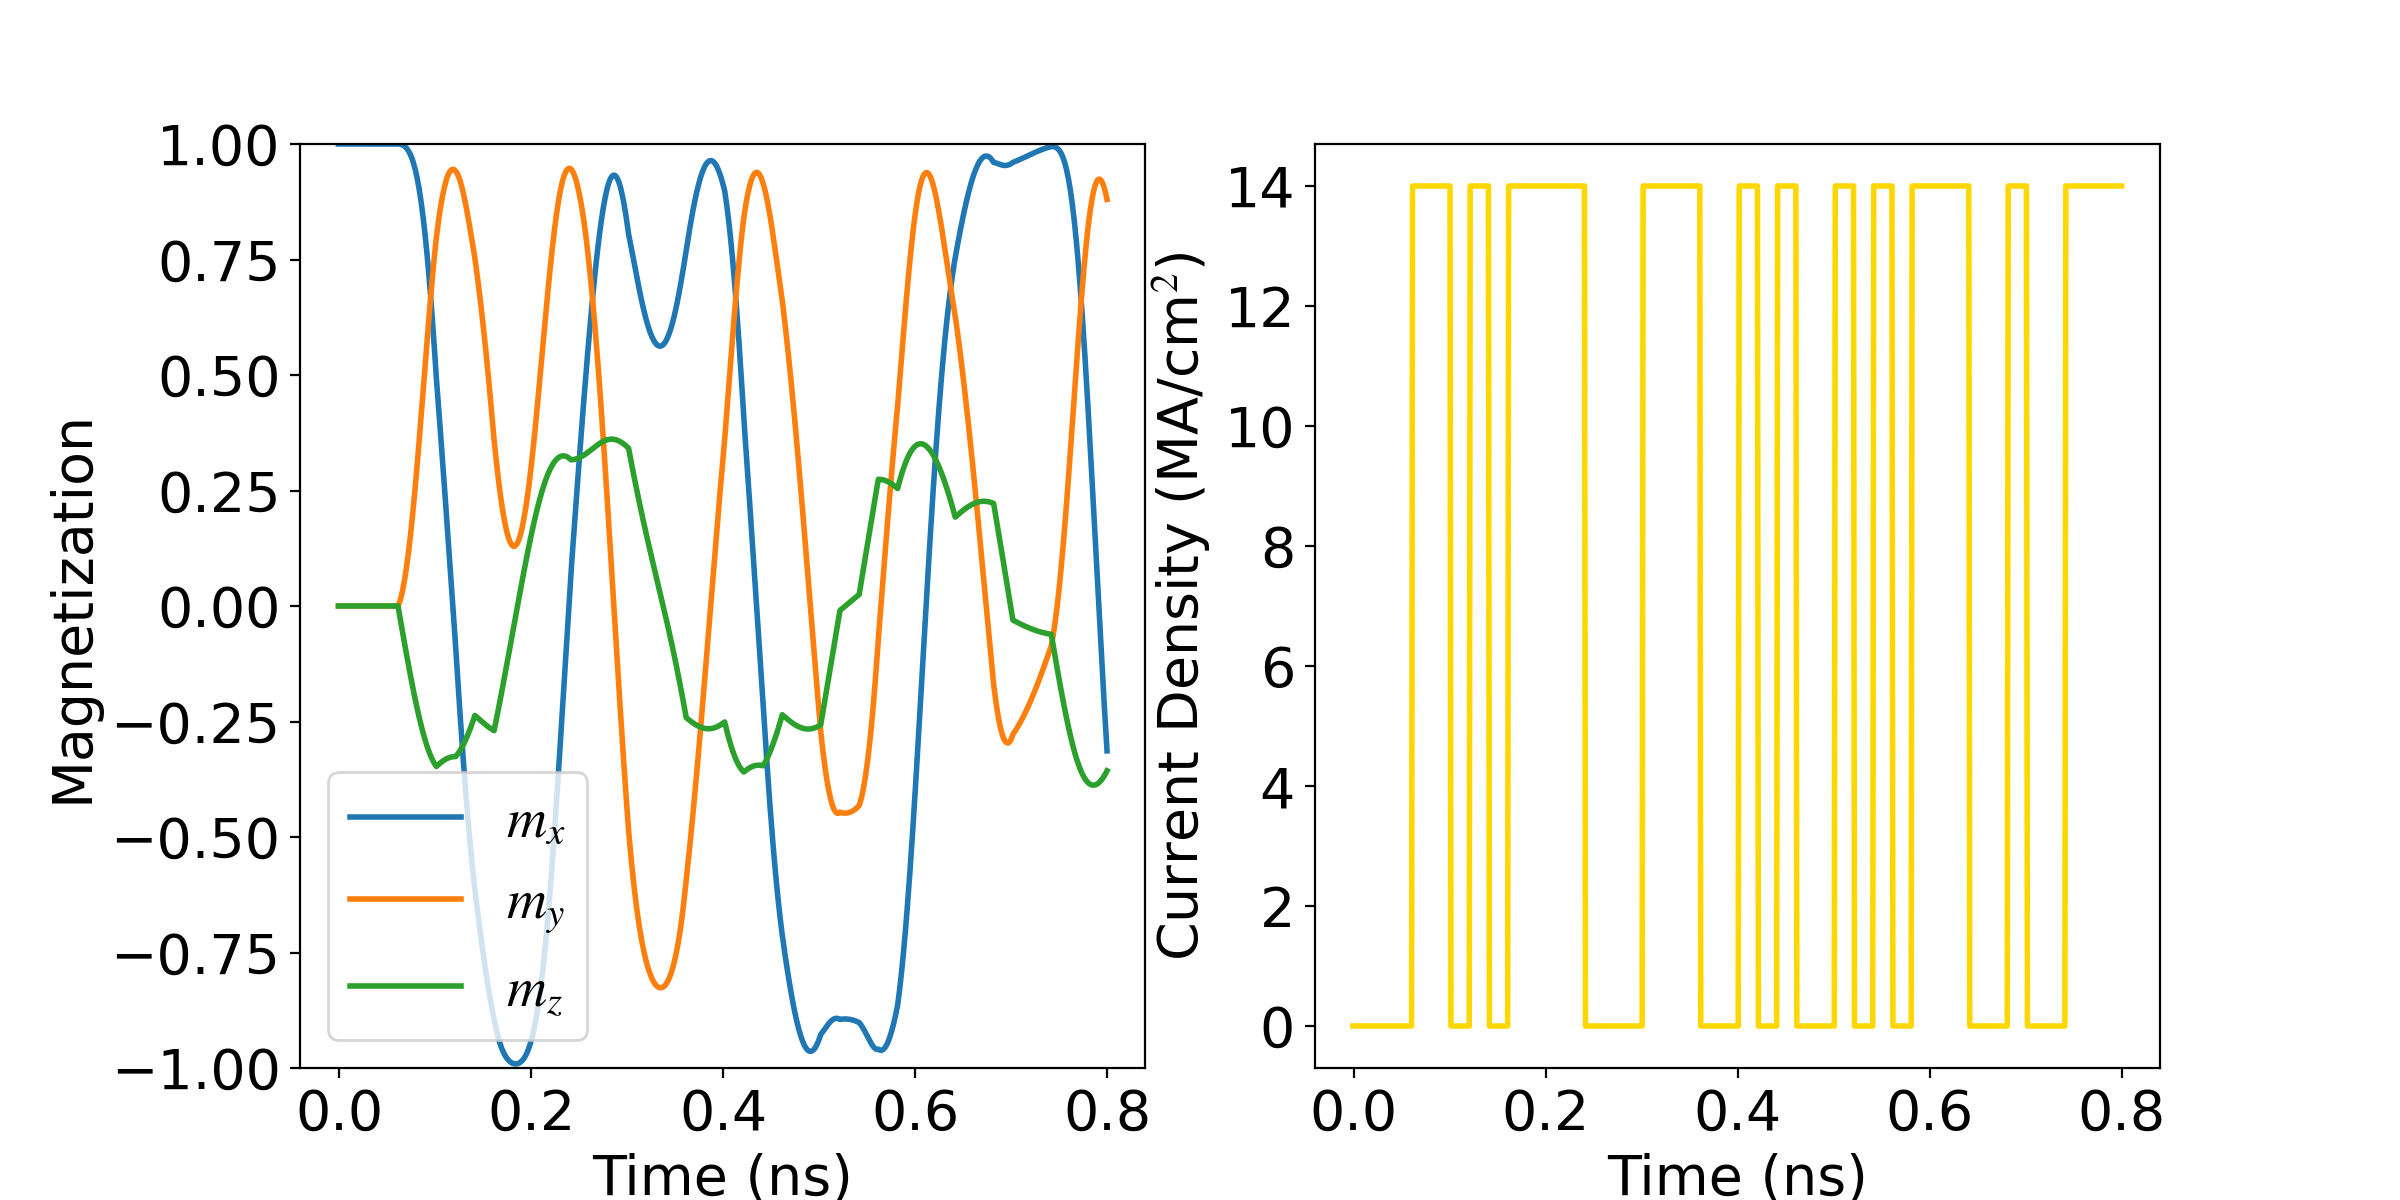 Magnetization
1.00
0.75
0.50
0.25
0.00
−0.25
−0.50
−0.75
−1.00
m_x
m_y
m_z
0.0 0.2 0.4 0.6 0.8
Time (ns)
Current Density (MA/cm²)
14
12
10
8
6
4
2
0
0.0 0.2 0.4 0.6 0.8
Time (ns)